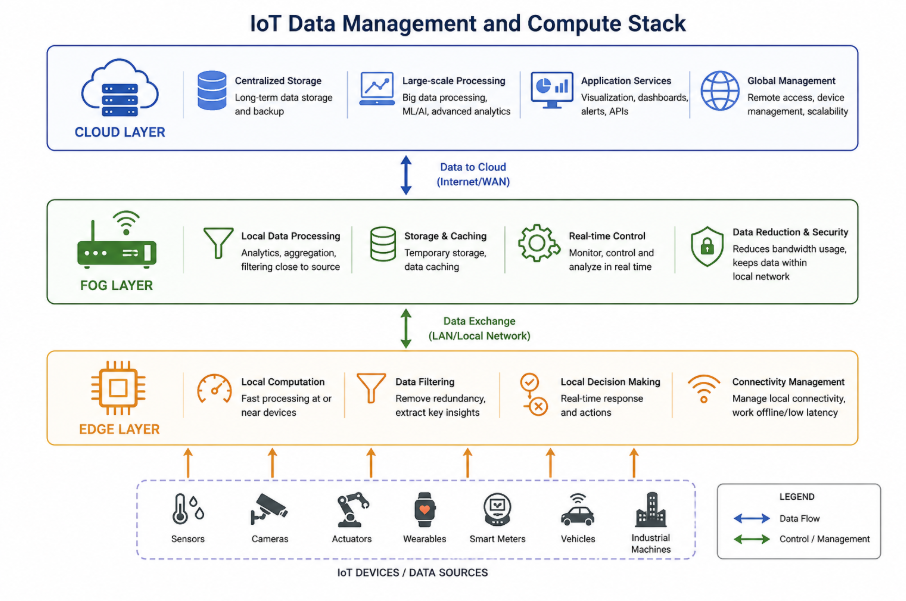 IoT Data Management and Compute Stack
CLOUD LAYER
Centralized Storage
Long-term data storage
and backup
Large-scale Processing
Big data processing,
ML/AI, advanced analytics
Application Services
Visualization, dashboards,
alerts, APIs
Global Management
Remote access, device
management, scalability
Data to Cloud
(Internet/WAN)
FOG LAYER
Local Data Processing
Analytics, aggregation,
filtering close to source
Storage & Caching
Temporary storage,
data caching
Real-time Control
Monitor, control and
analyze in real time
Data Reduction & Security
Reduces bandwidth usage,
keeps data within
local network
Data Exchange
(LAN/Local Network)
EDGE LAYER
Local Computation
Fast processing at or
near devices
Data Filtering
Remove redundancy,
extract key insights
Local Decision Making
Real-time response
and actions
Connectivity Management
Manage local connectivity,
work offline/low latency
Sensors
Cameras
Actuators
Wearables
Smart Meters
Vehicles
Industrial
Machines
IoT DEVICES / DATA SOURCES
LEGEND
Data Flow
Control / Management